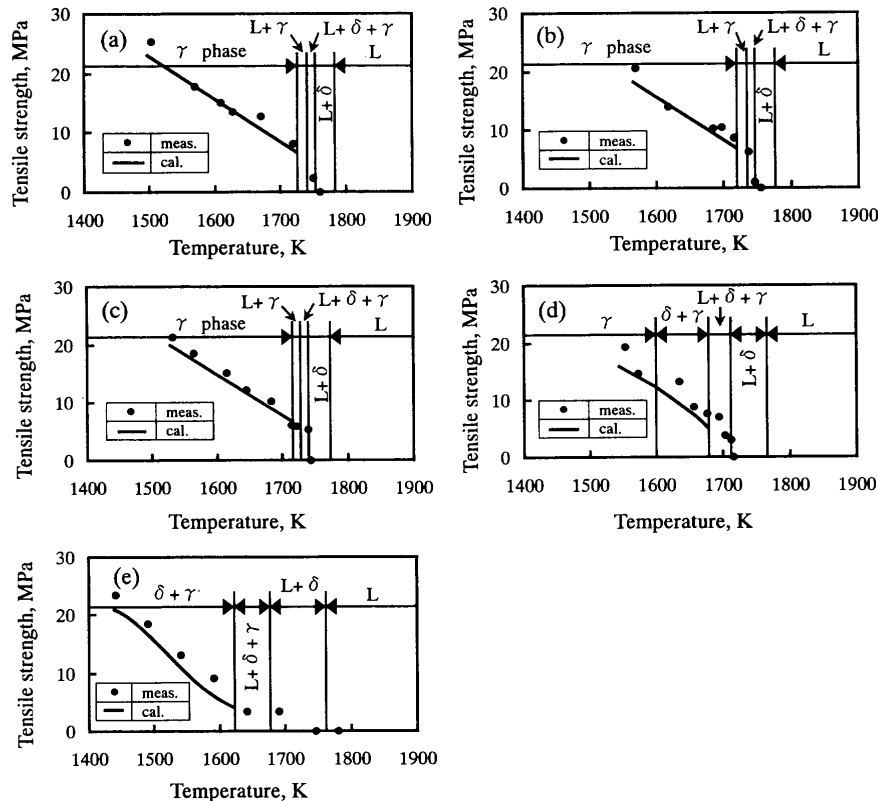 (a)
L+ γ L+ δ + γ
γ phase
L
L+ δ
Tensile strength, MPa
30
20
10
0
meas.
cal.
1400 1500 1600 1700 1800 1900
Temperature, K
(b)
L+ γ L+ δ + γ
γ phase
L
L+ δ
Tensile strength, MPa
30
20
10
0
meas.
cal.
1400 1500 1600 1700 1800 1900
Temperature, K
(c)
L+ γ L+ δ + γ
γ phase
L
L+ δ
Tensile strength, MPa
30
20
10
0
meas.
cal.
1400 1500 1600 1700 1800 1900
Temperature, K
(d)
L+ δ + γ
γ δ + γ L
L+ δ
Tensile strength, MPa
30
20
10
0
meas.
cal.
1400 1500 1600 1700 1800 1900
Temperature, K
(e)
L+ δ
δ + γ L
L+ δ + γ
Tensile strength, MPa
30
20
10
0
meas.
cal.
1400 1500 1600 1700 1800 1900
Temperature, K